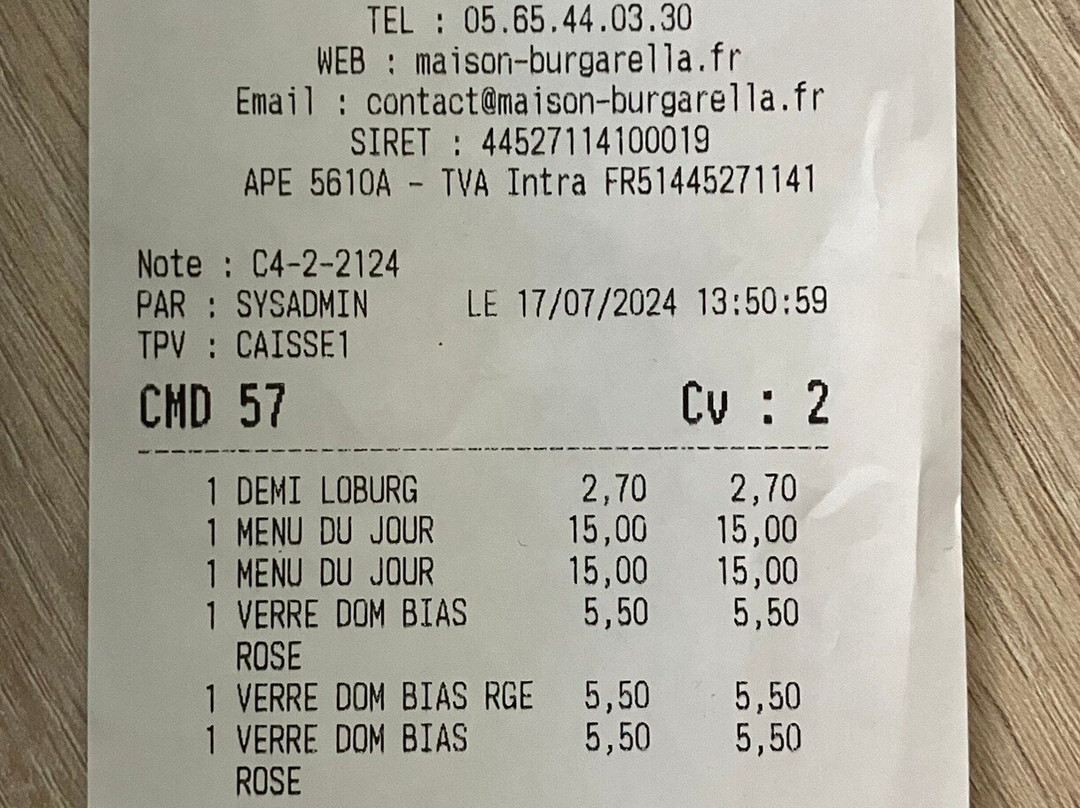 TEL : 05.65.44.03.30
WEB : maison-burgarella.fr
Email : contact@maison-burgarella.fr
SIRET : 44527114100019
APE 5610A - TVA Intra FR51445271141
Note : C4-2-2124
PAR : SYSADMIN LE 17/07/2024 13:50:59
TPV : CAISSE1
CMD 57 Cv : 2
1 DEMI LOBURG 2,70 2,70
1 MENU DU JOUR 15,00 15,00
1 MENU DU JOUR 15,00 15,00
1 VERRE DOM BIAS 5,50 5,50
ROSE
1 VERRE DOM BIAS RGE 5,50 5,50
1 VERRE DOM BIAS 5,50 5,50
ROSE